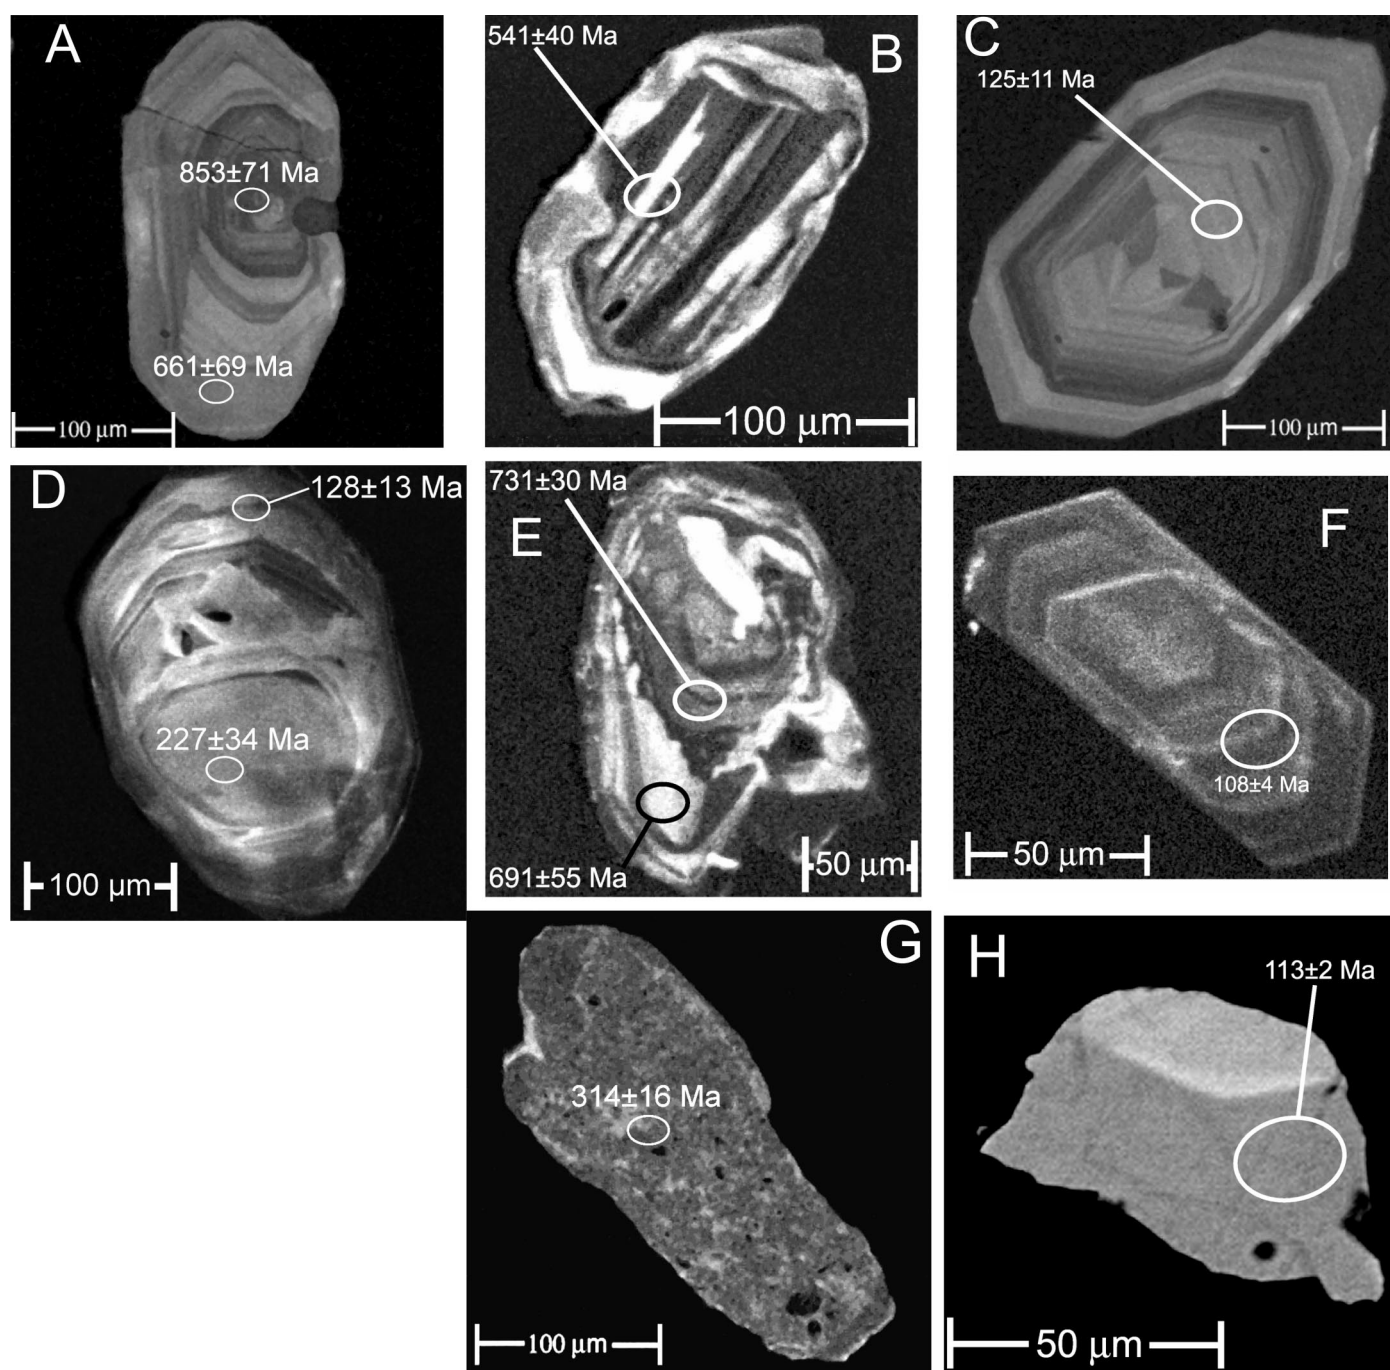 A
853±71 Ma
661±69 Ma
100 μm
541±40 Ma
B
100 μm
C
125±11 Ma
100 μm
D
128±13 Ma
227±34 Ma
100 μm
731±30 Ma
E
691±55 Ma
50 μm
F
108±4 Ma
50 μm
G
314±16 Ma
100 μm
H
113±2 Ma
50 μm